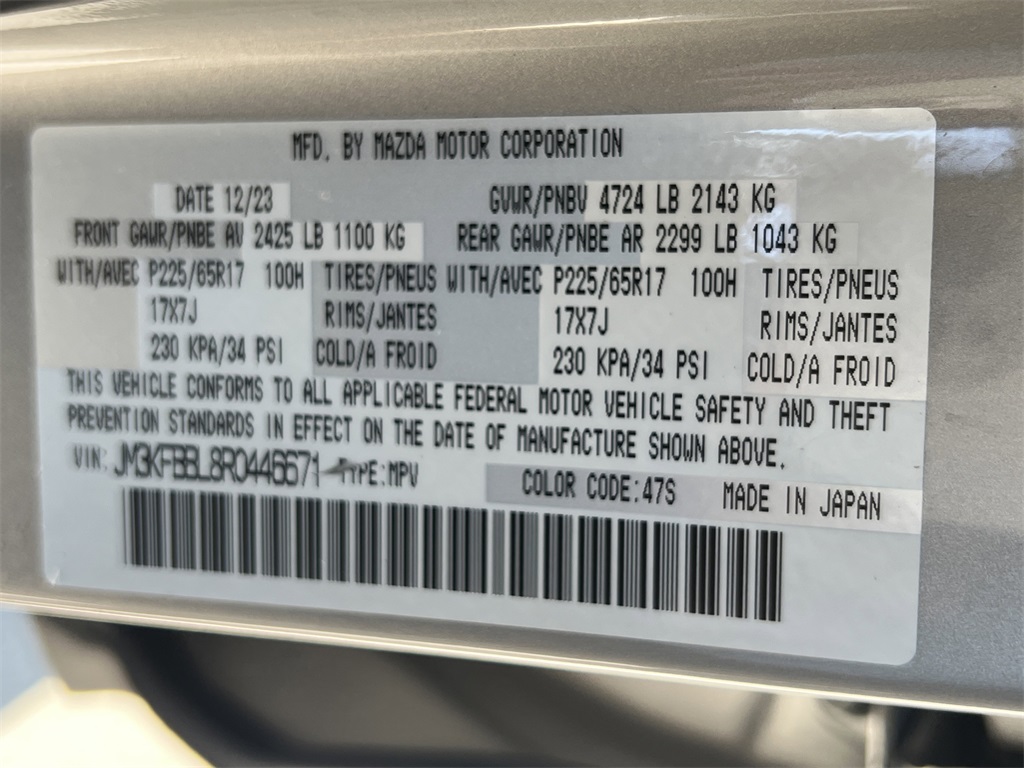 MFD. BY MAZDA MOTOR CORPORATION
DATE 12/23 GVWR/PNBV 4724 LB 2143 KG
FRONT GAWR/PNBE AV 2425 LB 1100 KG REAR GAWR/PNBE AR 2299 LB 1043 KG
WITH/AVEC P225/65R17 100H TIRES/PNEUS WITH/AVEC P225/65R17 100H TIRES/PNEUS
17X7J RIMS/JANTES 17X7J RIMS/JANTES
230 KPA/34 PSI COLD/A FROID 230 KPA/34 PSI COLD/A FROID
THIS VEHICLE CONFORMS TO ALL APPLICABLE FEDERAL MOTOR VEHICLE SAFETY AND THEFT
PREVENTION STANDARDS IN EFFECT ON THE DATE OF MANUFACTURE SHOWN ABOVE.
VIN: JM3KFBBL8R0446671 TYPE:MPV COLOR CODE:47S MADE IN JAPAN